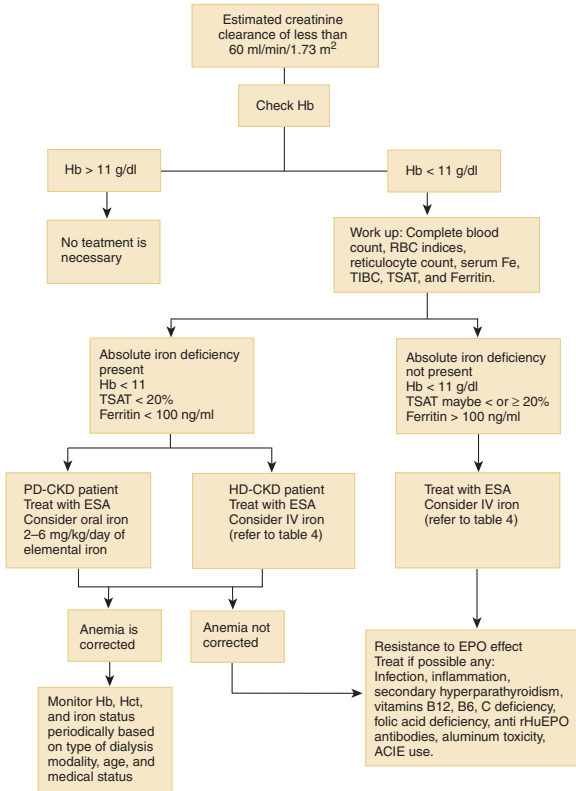 Estimated creatinine
clearance of less than
60 ml/min/1.73 m²
Check Hb
Hb > 11 g/dl
Hb < 11 g/dl
No teatment is
necessary
Work up: Complete blood
count, RBC indices,
reticulocyte count, serum Fe,
TIBC, TSAT, and Ferritin.
Absolute iron deficiency
present
Hb < 11
TSAT < 20%
Ferritin < 100 ng/ml
Absolute iron deficiency
not present
Hb < 11 g/dl
TSAT maybe < or ≥ 20%
Ferritin > 100 ng/ml
PD-CKD patient
Treat with ESA
Consider oral iron
2–6 mg/kg/day of
elemental iron
HD-CKD patient
Treat with ESA
Consider IV iron
(refer to table 4)
Treat with ESA
Consider IV iron
(refer to table 4)
Anemia is
corrected
Anemia not
corrected
Monitor Hb, Hct,
and iron status
periodically based
on type of dialysis
modality, age, and
medical status
Resistance to EPO effect
Treat if possible any:
Infection, inflammation,
secondary hyperparathyroidism,
vitamins B12, B6, C deficiency,
folic acid deficiency, anti rHuEPO
antibodies, aluminum toxicity,
ACIE use.